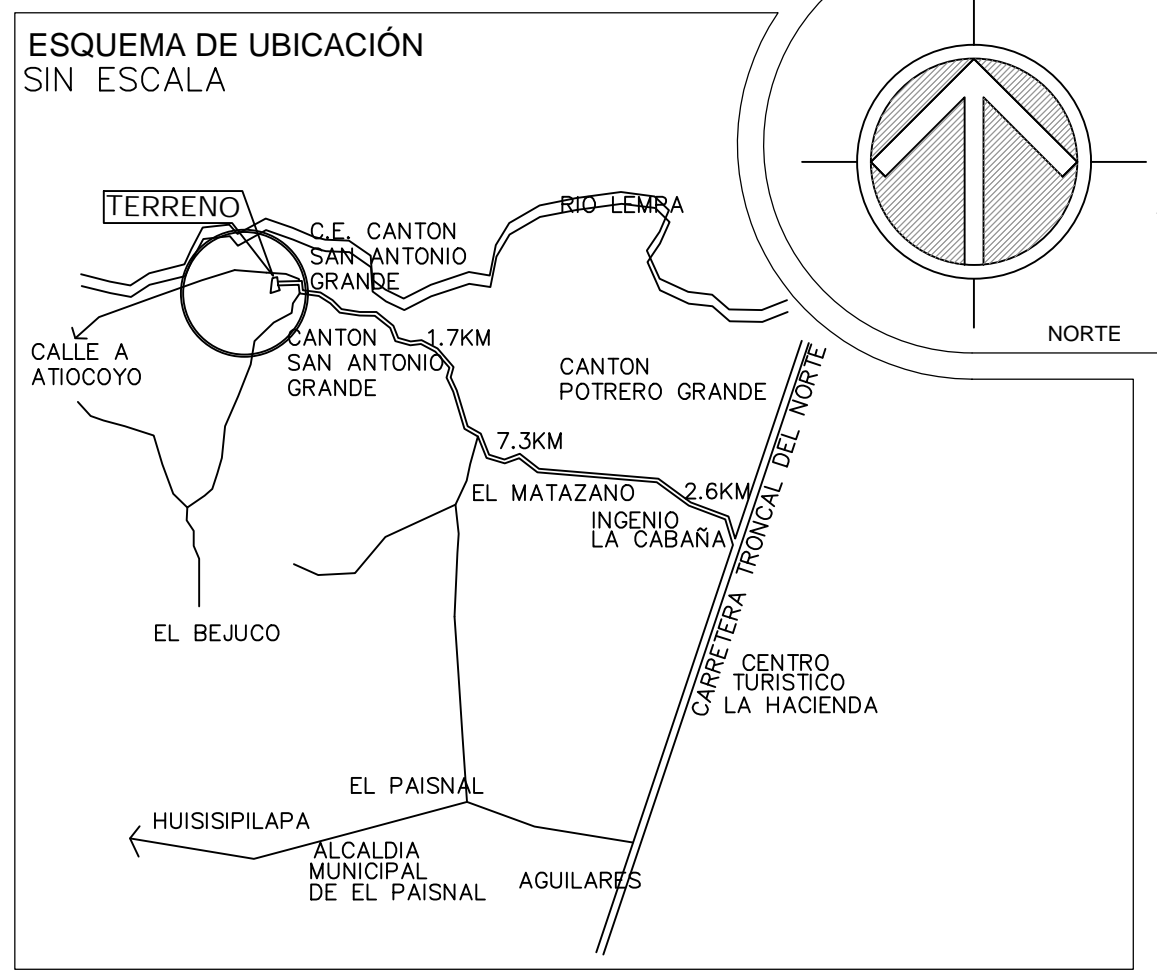 ESQUEMA DE UBICACIÓN
SIN ESCALA
NORTE
TERRENO
RIO LEMPA
C.E. CANTON
SAN ANTONIO
GRANDE
CALLE A
ATIOCOYO
CANTON
SAN ANTONIO
GRANDE
1.7KM
CANTON
POTRERO GRANDE
7.3KM
EL MATAZANO
2.6KM
INGENIO
LA CABAÑA
CARRETERA TRONCAL DEL NORTE
EL BEJUCO
CENTRO
TURISTICO
LA HACIENDA
EL PAISNAL
HUISISIPILAPA
ALCALDIA
MUNICIPAL
DE EL PAISNAL
AGUILARES